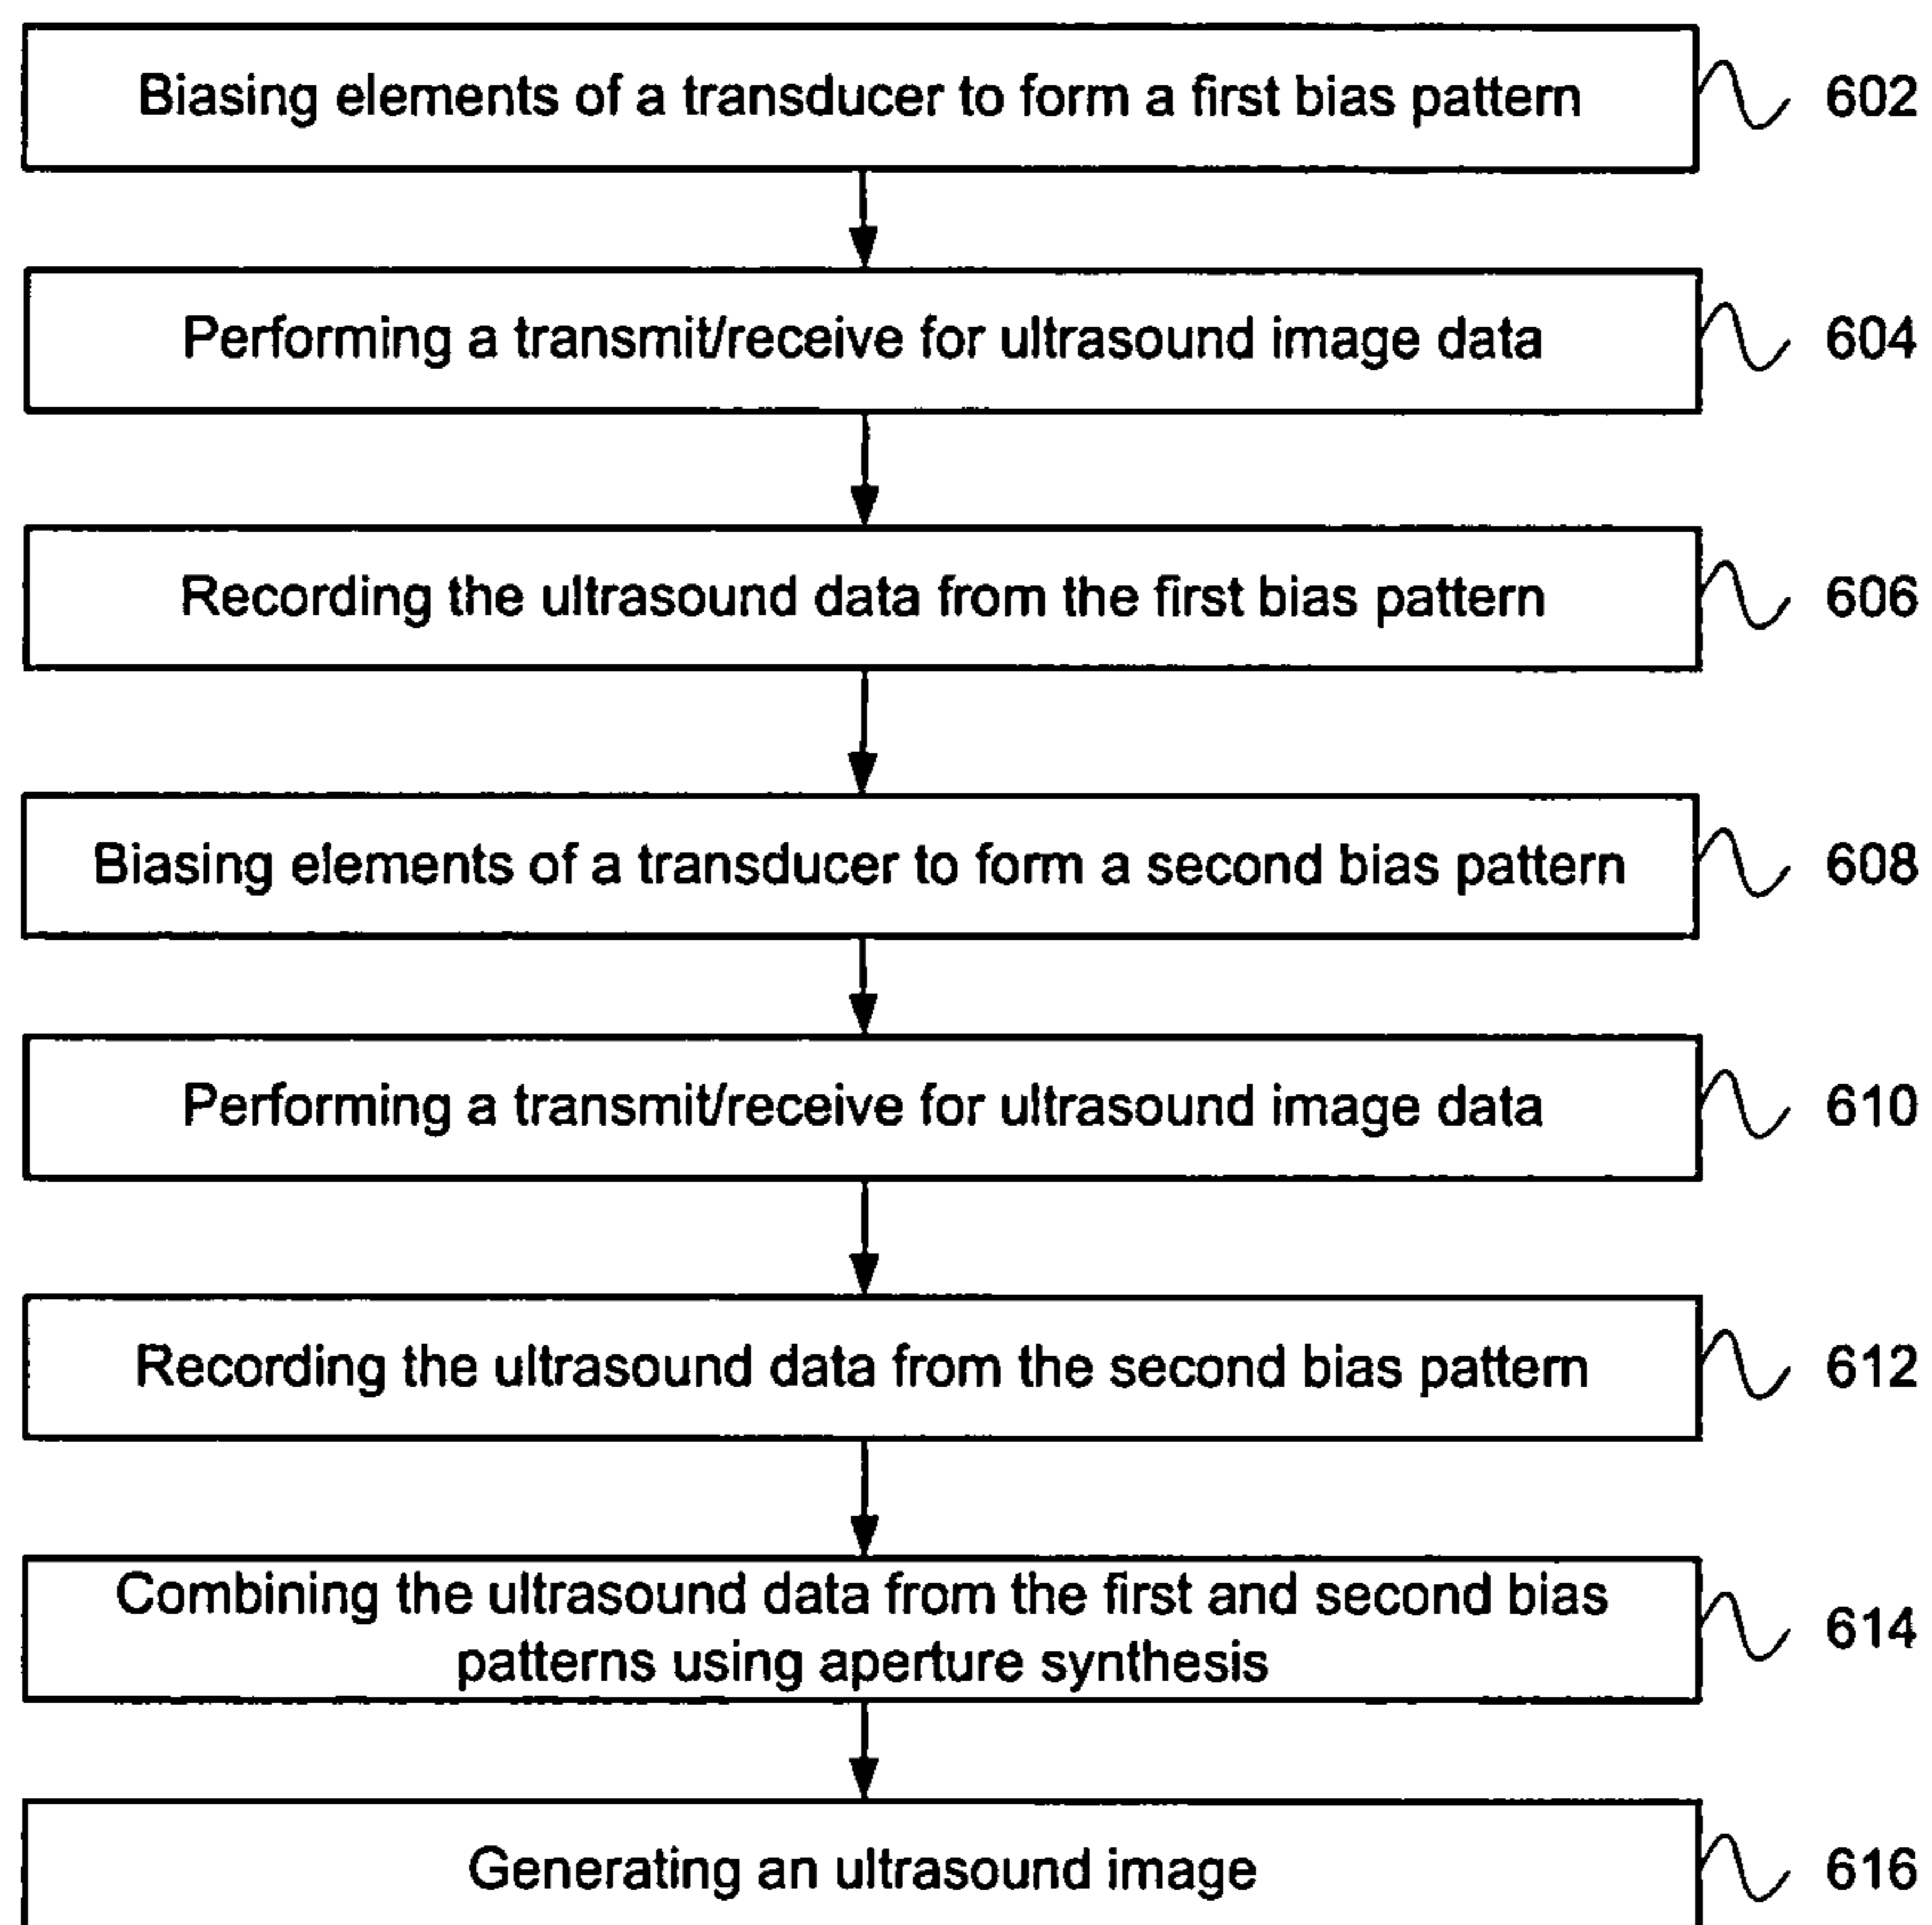 Biasing elements of a transducer to form a first bias pattern 602
Performing a transmit/receive for ultrasound image data 604
Recording the ultrasound data from the first bias pattern 606
Biasing elements of a transducer to form a second bias pattern 608
Performing a transmit/receive for ultrasound image data 610
Recording the ultrasound data from the second bias pattern 612
Combining the ultrasound data from the first and second bias
patterns using aperture synthesis 614
Generating an ultrasound image 616